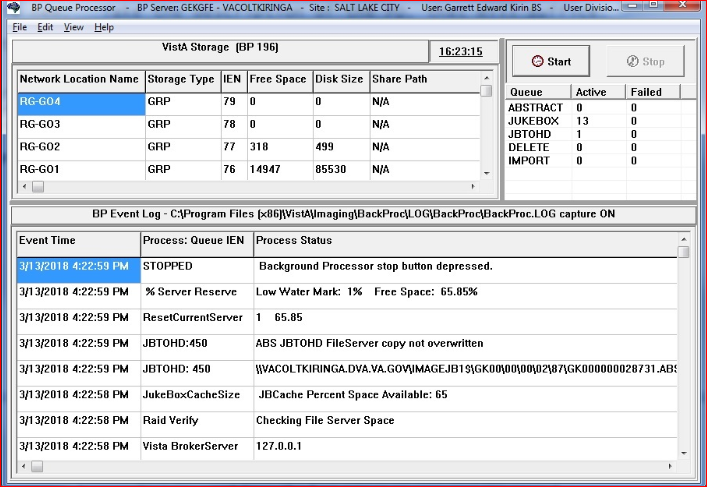 BP Queue Processor - BP Server: GEKGFE - VACOLTKIRINGA - Site : SALT LAKE CITY - User: Garrett Edward Kirin BS - User Division...
File Edit View Help
VistA Storage (BP 196)
16:23:15
Start
Stop
Network Location Name Storage Type IEN Free Space Disk Size Share Path
RG-GO4 GRP 79 0 0 N/A
RG-GO3 GRP 78 0 0 N/A
RG-GO2 GRP 77 318 499 N/A
RG-GO1 GRP 76 14947 85530 N/A
Queue Active Failed
ABSTRACT 0 0
JUKEBOX 13 0
JBTOHD 1 0
DELETE 0 0
IMPORT 0 0
BP Event Log - C:\Program Files (x86)\VistA\Imaging\BackProc\LOG\BackProc\BackProc.LOG capture ON
Event Time Process: Queue IEN Process Status
3/13/2018 4:22:59 PM STOPPED Background Processor stop button depressed.
3/13/2018 4:22:59 PM % Server Reserve Low Water Mark: 1% Free Space: 65.85%
3/13/2018 4:22:59 PM ResetCurrentServer 1 65.85
3/13/2018 4:22:59 PM JBTOHD:450 ABS JBTOHD FileServer copy not overwritten
3/13/2018 4:22:59 PM JBTOHD: 450 \\VACOLTKIRINGA.DVA.VA.GOV\IMAGEJB1$\GK00\00\00\02\87\GK000000028731.ABS
3/13/2018 4:22:58 PM JukeBoxCacheSize JBCache Percent Space Available: 65
3/13/2018 4:22:58 PM Raid Verify Checking File Server Space
3/13/2018 4:22:58 PM Vista BrokerServer 127.0.0.1